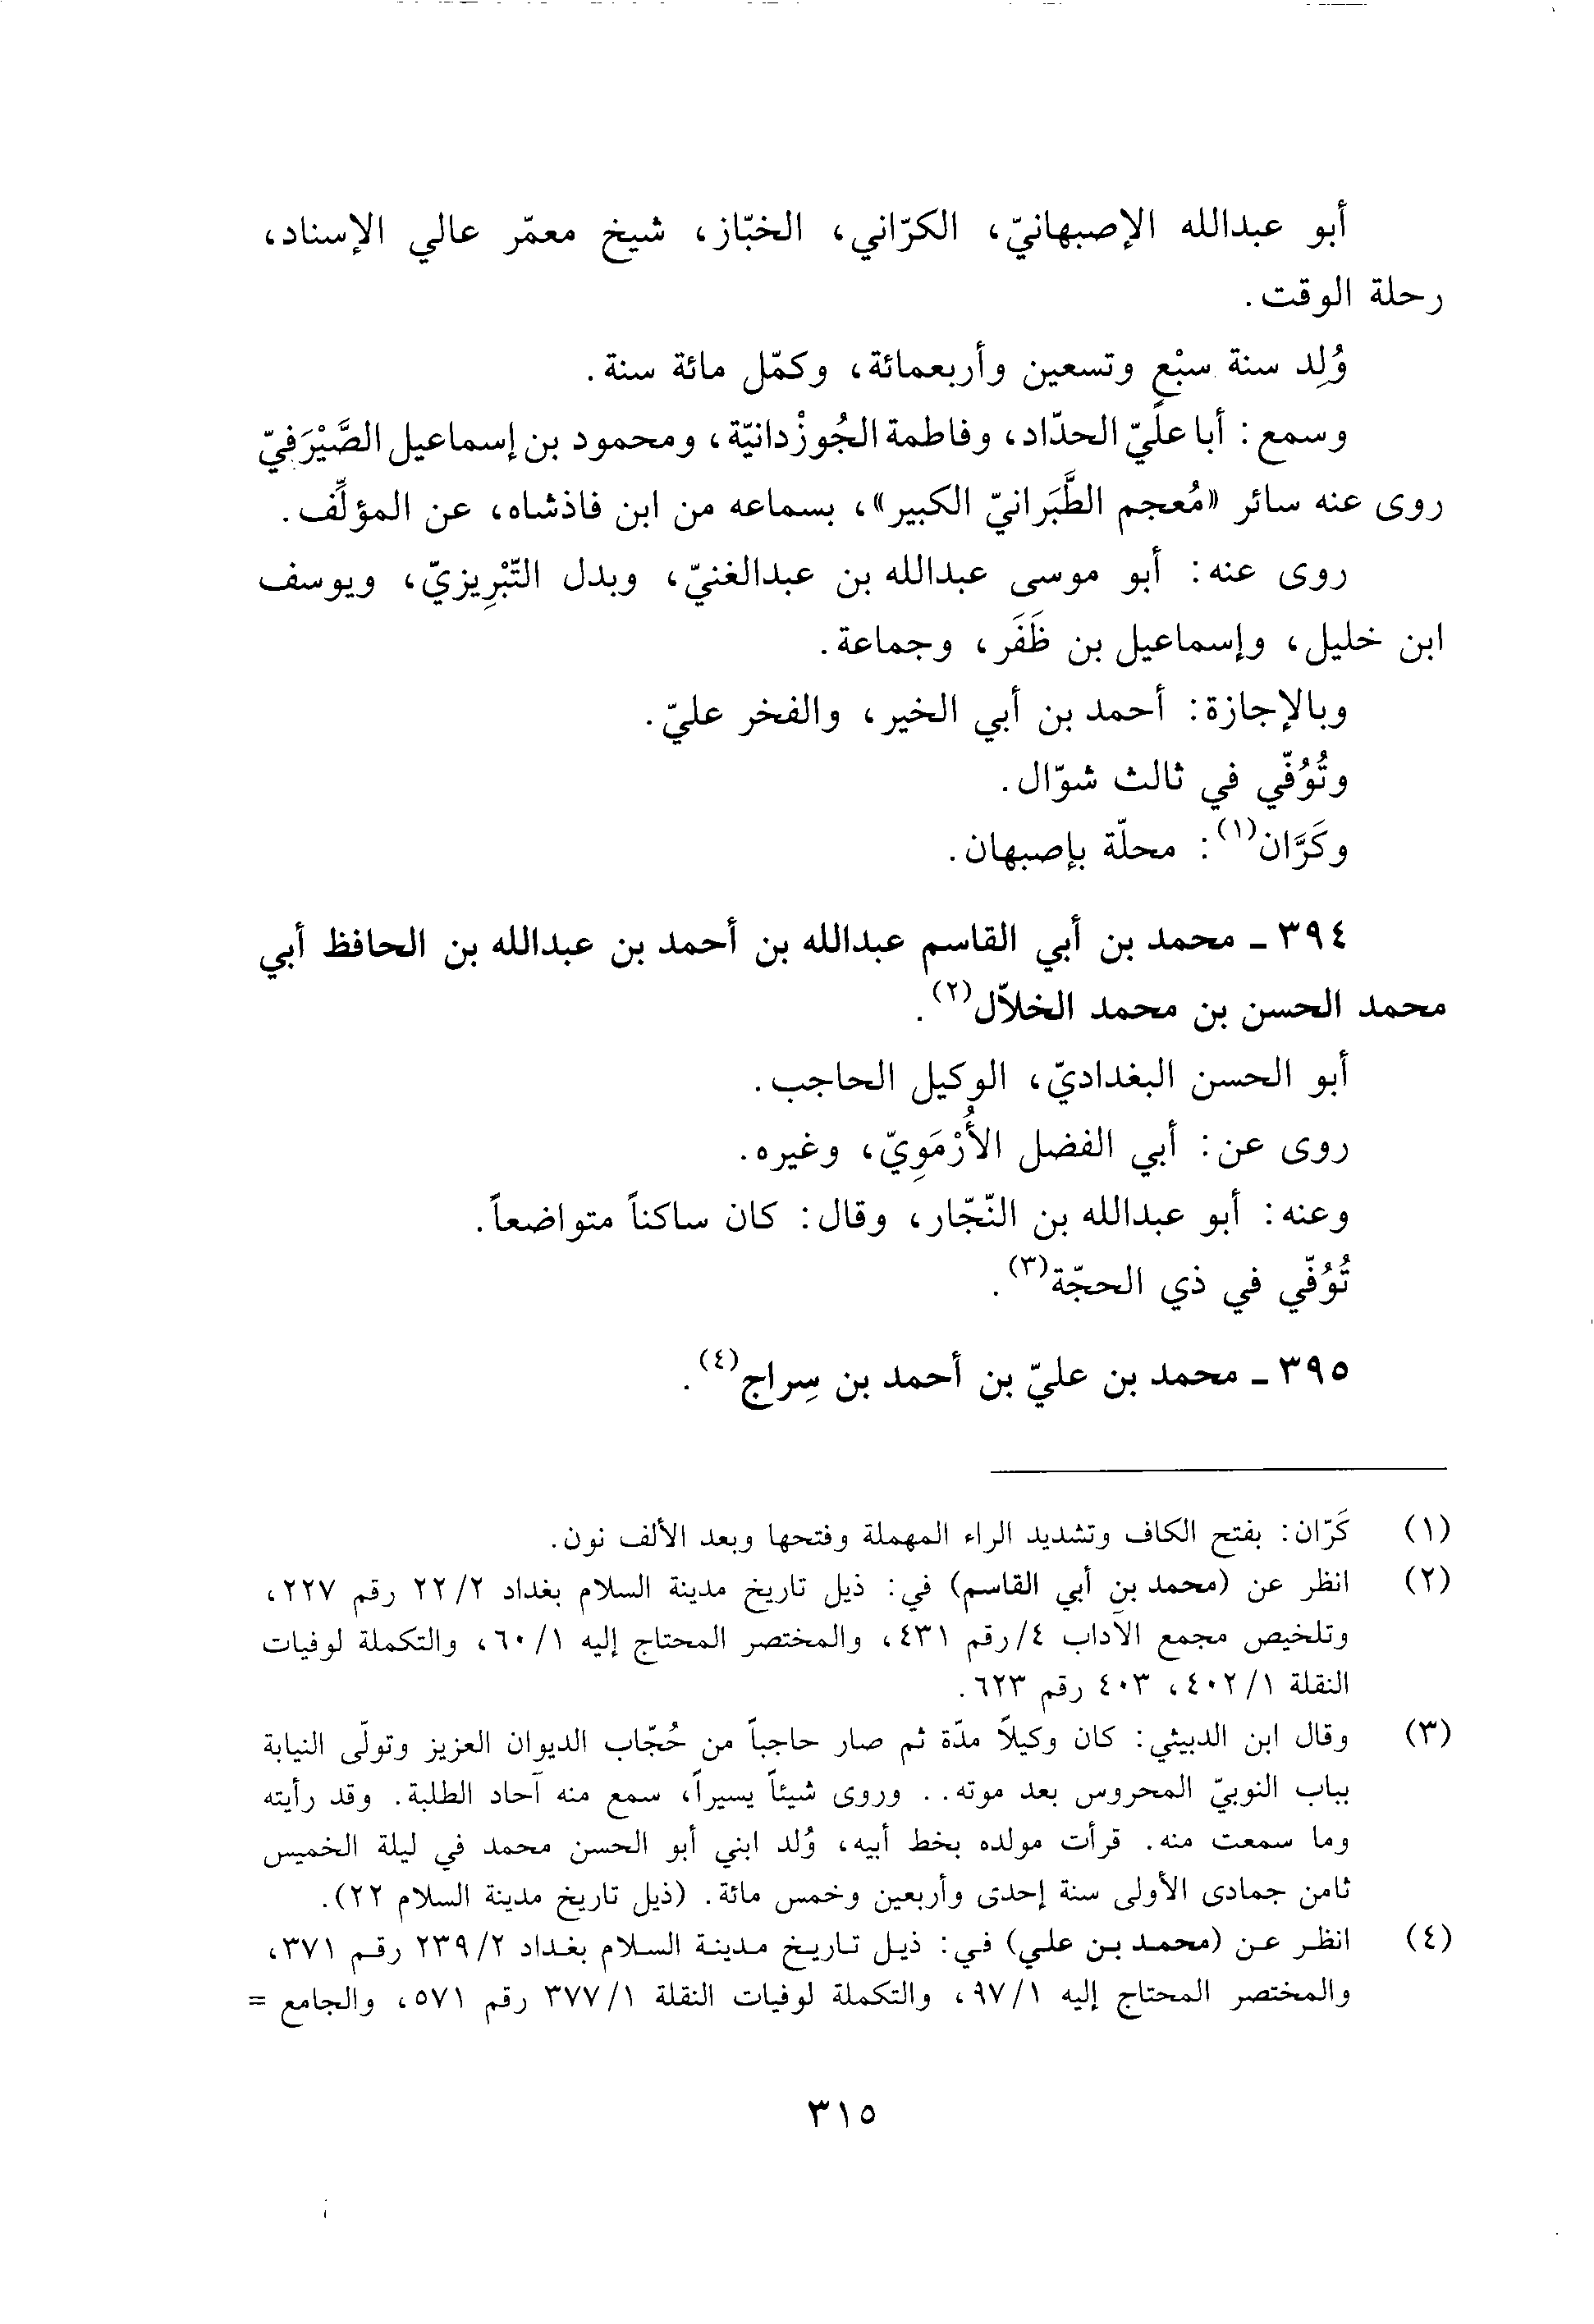 أبو عبدالله الإصبهانيّ، الكرّاني، الخبّاز، شيخ معمّر عالي الإسناد،
رحلة الوقت.
وُلِد سنة سبْع وتسعين وأربعمائة، وكمّل مائة سنة.
وسمع: أبا عليّ الحدّاد، وفاطمة الجُوزْدانيّة، ومحمود بن إسماعيل الصَّيْرَفيّ
روى عنه سائر «مُعجم الطَّبَرانيّ الكبير»، بسماعه من ابن فاذشاه، عن المؤلِّف.
روى عنه: أبو موسى عبدالله بن عبدالغنيّ، وبدل التّبْرِيزيّ، ويوسف
ابن خليل، وإسماعيل بن ظَفَر، وجماعة.
وبالإجازة: أحمد بن أبي الخير، والفخر عليّ.
وتُوُفّي في ثالث شوّال.
وكَرَّان(١): محلّة بإصبهان.
٣٩٤ ـ محمد بن أبي القاسم عبدالله بن أحمد بن عبدالله بن الحافظ أبي
محمد الحسن بن محمد الخلاّل(٢).
أبو الحسن البغداديّ، الوكيل الحاجب.
روى عن: أبي الفضل الأُرْمَوِيّ، وغيره.
وعنه: أبو عبدالله بن النّجّار، وقال: كان ساكناً متواضعاً.
تُوُفّي في ذي الحجّة(٣).
٣٩٥ ـ محمد بن عليّ بن أحمد بن سِراج(٤).
(١) كَرّان: بفتح الكاف وتشديد الراء المهملة وفتحها وبعد الألف نون.
(٢) انظر عن (محمد بن أبي القاسم) في: ذيل تاريخ مدينة السلام بغداد ٢/٢٢ رقم ٢٢٧،
وتلخيص مجمع الآداب ٤/رقم ٤٣١، والمختصر المحتاج إليه ١/٦٠، والتكملة لوفيات
النقلة ١/٤٠٢، ٤٠٣ رقم ٦٢٣.
(٣) وقال ابن الدبيثي: كان وكيلاً مدّة ثم صار حاجباً من حُجّاب الديوان العزيز وتولّى النيابة
بباب النوبيّ المحروس بعد موته.. وروى شيئاً يسيراً، سمع منه آحاد الطلبة. وقد رأيته
وما سمعت منه. قرأت مولده بخط أبيه، وُلد ابني أبو الحسن محمد في ليلة الخميس
ثامن جمادى الأولى سنة إحدى وأربعين وخمس مائة. (ذيل تاريخ مدينة السلام ٢٢).
(٤) انظر عن (محمد بن علي) في: ذيل تاريخ مدينة السلام بغداد ٢/٢٣٩ رقم ٣٧١،
والمختصر المحتاج إليه ١/٩٧، والتكملة لوفيات النقلة ١/٣٧٧ رقم ٥٧١، والجامع =
٣١٥